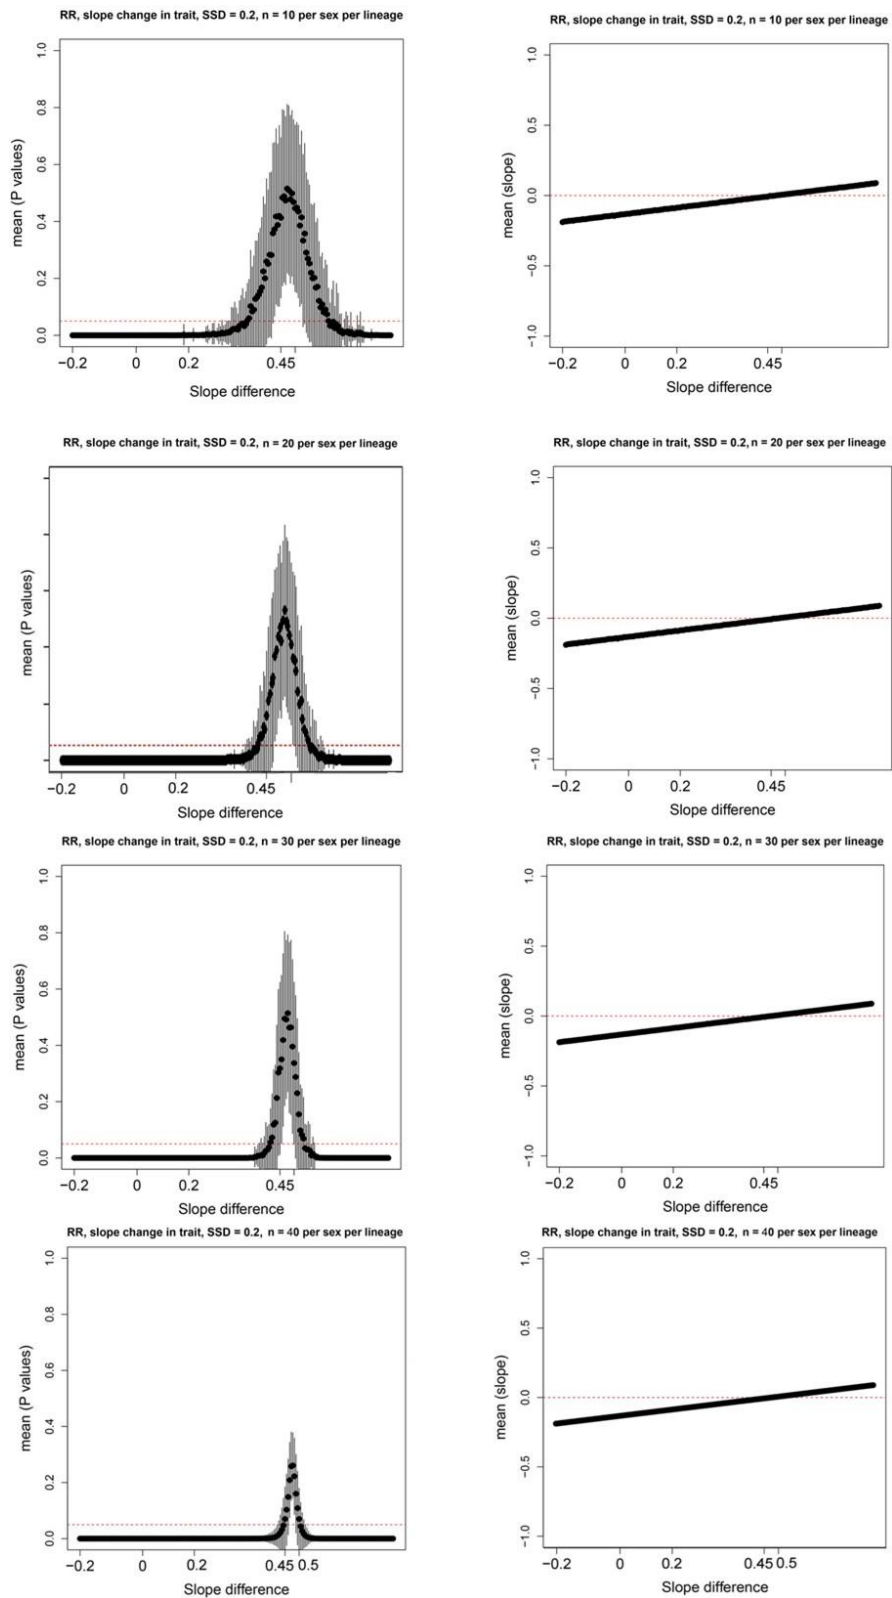 RR, slope change in trait, SSD = 0.2, n = 10 per sex per lineage
mean (P values)
1.0
0.8
0.6
0.4
0.2
0.0
−0.2 0 0.2 0.45
Slope difference
RR, slope change in trait, SSD = 0.2, n = 10 per sex per lineage
mean (slope)
1.0
0.5
0.0
−0.5
−1.0
−0.2 0 0.2 0.45
Slope difference
RR, slope change in trait, SSD = 0.2, n = 20 per sex per lineage
mean (P values)
−0.2 0 0.2 0.45
Slope difference
RR, slope change in trait, SSD = 0.2, n = 20 per sex per lineage
mean (slope)
1.0
0.5
0.0
−0.5
−1.0
−0.2 0 0.2 0.45
Slope difference
RR, slope change in trait, SSD = 0.2, n = 30 per sex per lineage
mean (P values)
1.0
0.8
0.6
0.4
0.2
0.0
−0.2 0 0.2 0.45
Slope difference
RR, slope change in trait, SSD = 0.2, n = 30 per sex per lineage
mean (slope)
1.0
0.5
0.0
−0.5
−1.0
−0.2 0 0.2 0.45
Slope difference
RR, slope change in trait, SSD = 0.2, n = 40 per sex per lineage
mean (P values)
1.0
0.8
0.6
0.4
0.2
0.0
−0.2 0 0.2 0.45 0.5
Slope difference
RR, slope change in trait, SSD = 0.2, n = 40 per sex per lineage
mean (slope)
1.0
0.5
0.0
−0.5
−1.0
−0.2 0 0.2 0.45 0.5
Slope difference